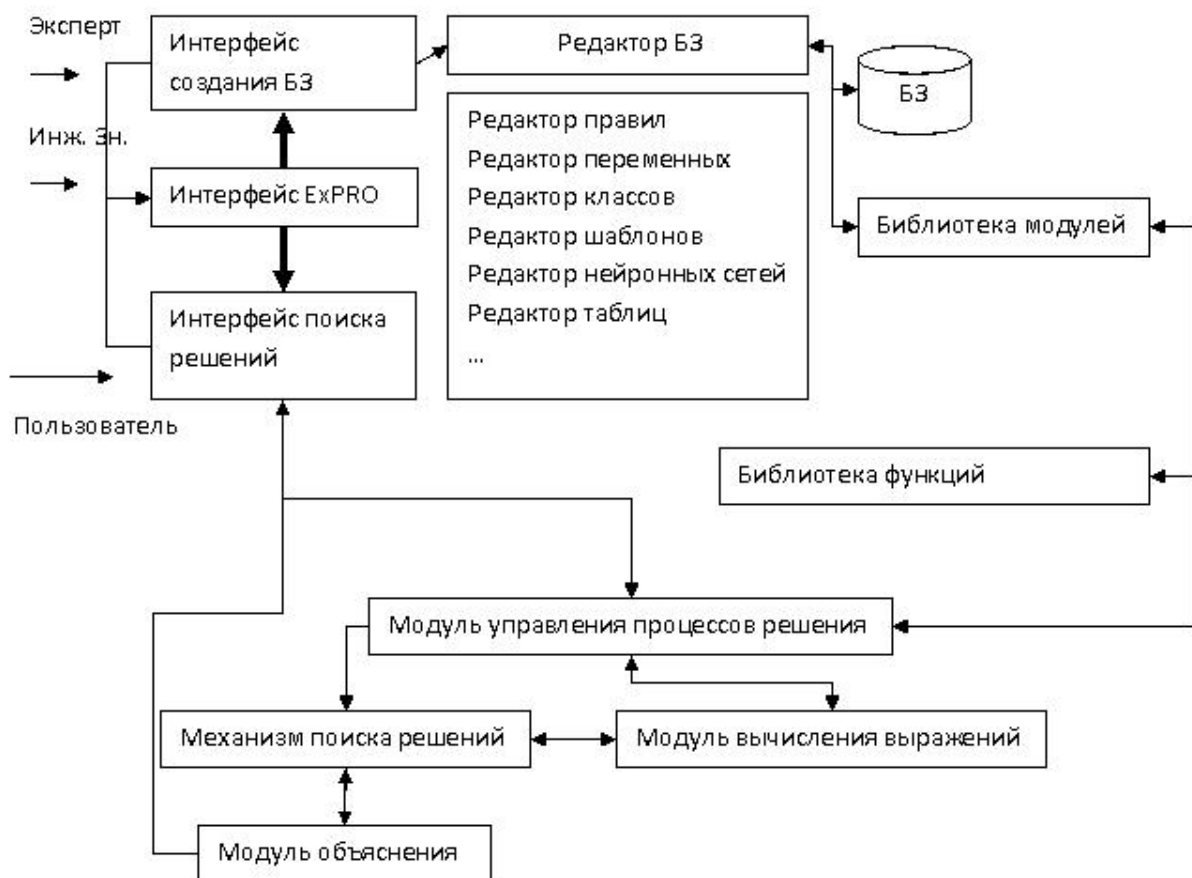 Эксперт
Интерфейс
создания БЗ
Редактор БЗ
БЗ
Инж. Зн.
Интерфейс ExPRO
Редактор правил
Редактор переменных
Редактор классов
Редактор шаблонов
Редактор нейронных сетей
Редактор таблиц
...
Библиотека модулей
Интерфейс поиска
решений
Пользователь
Библиотека функций
Модуль управления процессов решения
Механизм поиска решений
Модуль вычисления выражений
Модуль объяснения